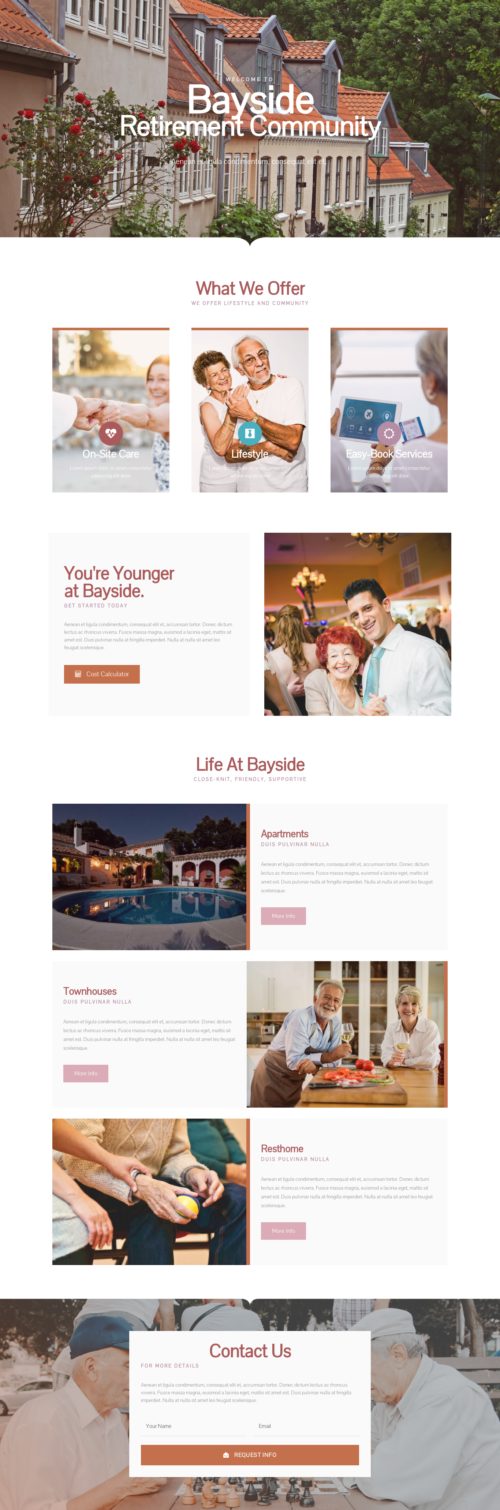 WELCOME TO
Bayside
Retirement Community
Aenean et ligula condimentum, consequat elit et,
What We Offer
WE OFFER LIFESTYLE AND COMMUNITY
On-Site Care
Lorem ipsum dolor sit amet, consectetur
adipiscing elit dolor
Lifestyle
Lorem ipsum dolor sit amet, consectetur
adipiscing elit dolor
Easy-Book Services
Lorem ipsum dolor sit amet, consectetur
adipiscing elit dolor
You're Younger
at Bayside.
GET STARTED TODAY
Aenean et ligula condimentum, consequat elit et, accumsan tortor. Donec dictum
lectus ac rhoncus viverra. Fusce massa magna, euismod a lacinia eget, mattis sit
amet est. Duis pulvinar nulla at fringilla imperdiet. Nulla at nulla sit amet leo
feugiat scelerisque.
Cost Calculator
Life At Bayside
CLOSE-KNIT, FRIENDLY, SUPPORTIVE
Apartments
DUIS PULVINAR NULLA
Aenean et ligula condimentum, consequat elit et, accumsan tortor. Donec dictum
lectus ac rhoncus viverra. Fusce massa magna, euismod a lacinia eget, mattis sit
amet est. Duis pulvinar nulla at fringilla imperdiet. Nulla at nulla sit amet leo feugiat
scelerisque.
More Info
Townhouses
DUIS PULVINAR NULLA
Aenean et ligula condimentum, consequat elit et, accumsan tortor. Donec dictum
lectus ac rhoncus viverra. Fusce massa magna, euismod a lacinia eget, mattis sit
amet est. Duis pulvinar nulla at fringilla imperdiet. Nulla at nulla sit amet leo feugiat
scelerisque.
More Info
Resthome
DUIS PULVINAR NULLA
Aenean et ligula condimentum, consequat elit et, accumsan tortor. Donec dictum
lectus ac rhoncus viverra. Fusce massa magna, euismod a lacinia eget, mattis sit
amet est. Duis pulvinar nulla at fringilla imperdiet. Nulla at nulla sit amet leo feugiat
scelerisque.
More Info
Contact Us
FOR MORE DETAILS
Aenean et ligula condimentum, consequat elit et, accumsan tortor. Donec dictum lectus ac rhoncus
viverra. Fusce massa magna, euismod a lacinia eget, mattis sit amet est. Duis pulvinar nulla at fringilla
imperdiet. Nulla at nulla sit amet leo feugiat scelerisque.
Your Name
Email
REQUEST INFO